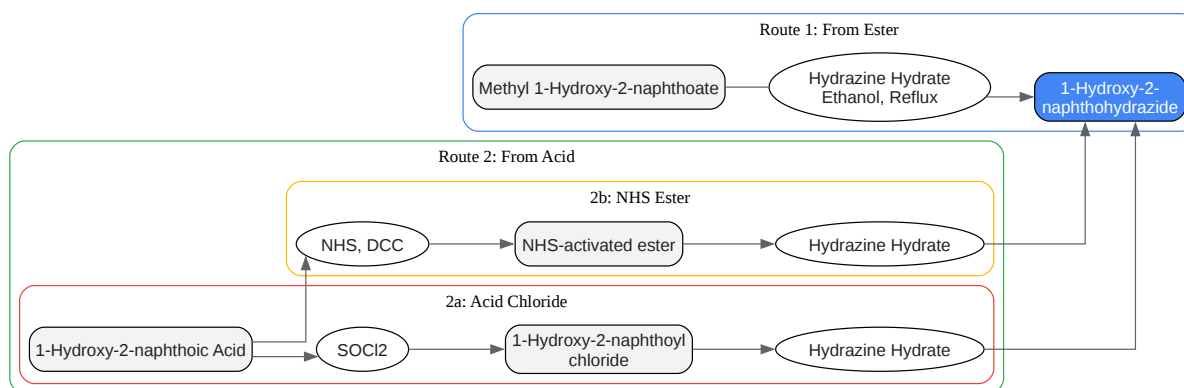 Route 1: From Ester
Methyl 1-Hydroxy-2-naphthoate
Hydrazine Hydrate
Ethanol, Reflux
1-Hydroxy-2-
naphthohydrazide
Route 2: From Acid
2b: NHS Ester
NHS, DCC
NHS-activated ester
Hydrazine Hydrate
2a: Acid Chloride
1-Hydroxy-2-naphthoic Acid
SOCl2
1-Hydroxy-2-naphthoyl
chloride
Hydrazine Hydrate